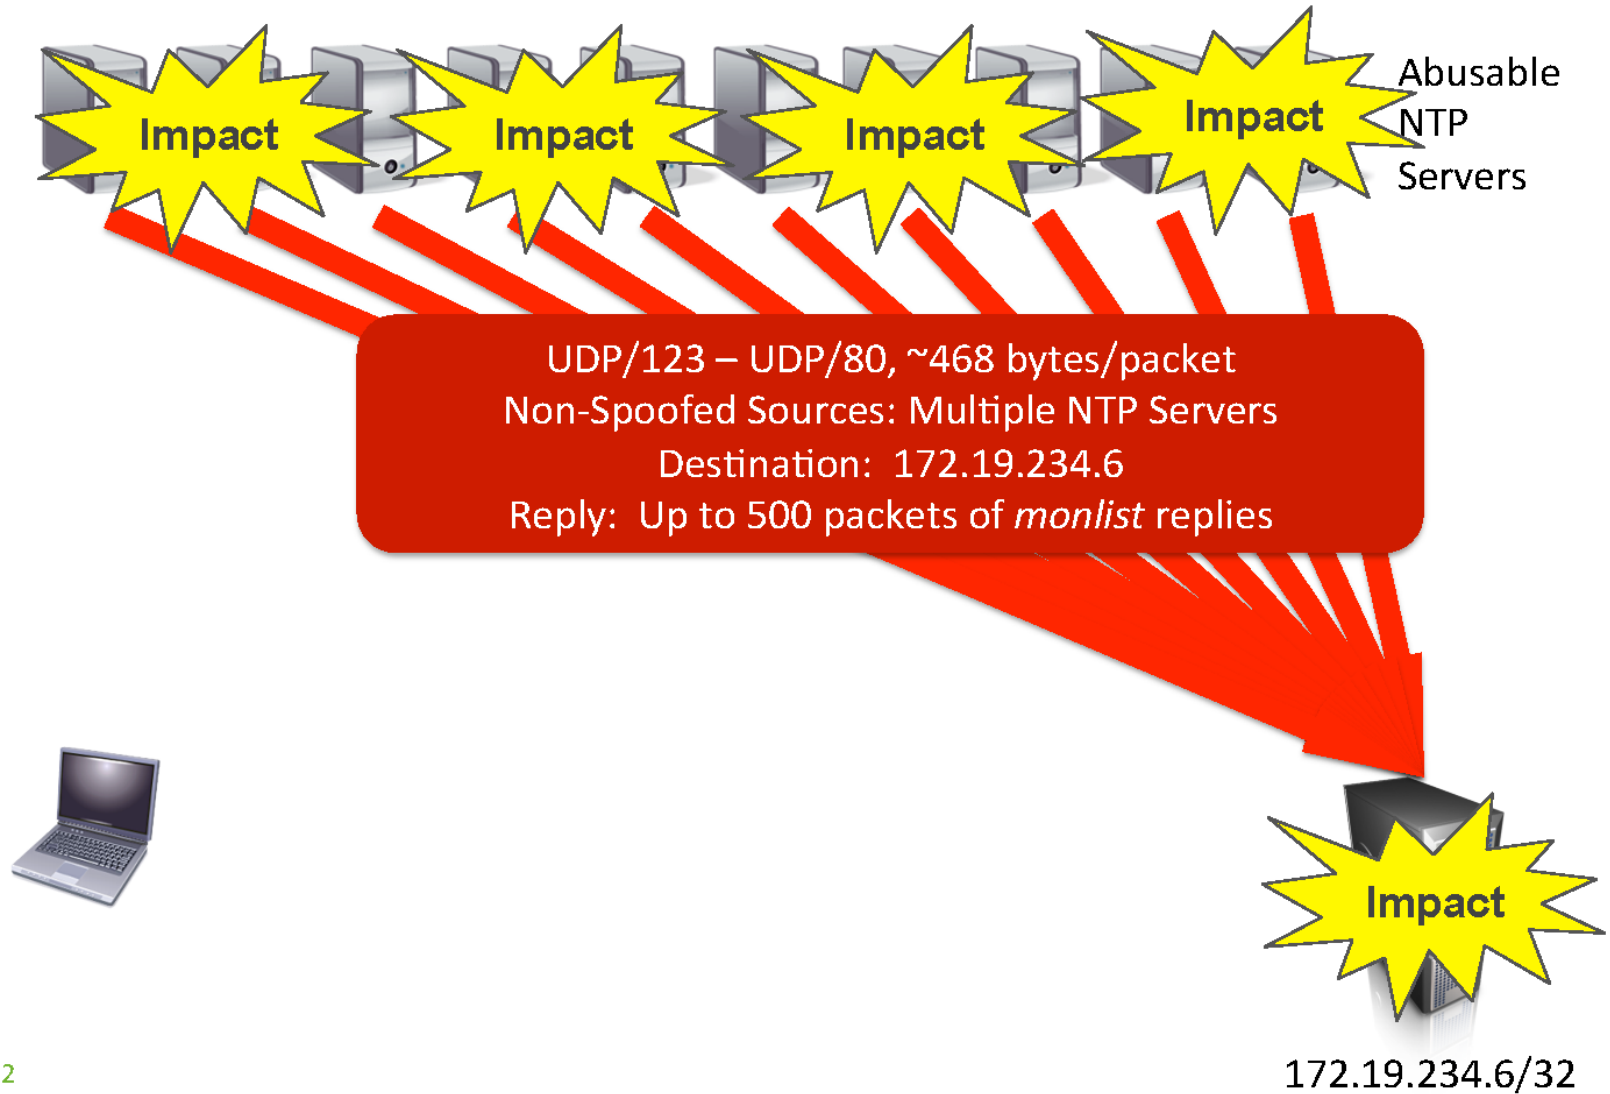 Impact
Impact
Impact
Impact
Abusable
NTP
Servers
UDP/123 – UDP/80, ~468 bytes/packet
Non-Spoofed Sources: Multiple NTP Servers
Destination: 172.19.234.6
Reply: Up to 500 packets of monlist replies
Impact
172.19.234.6/32
2